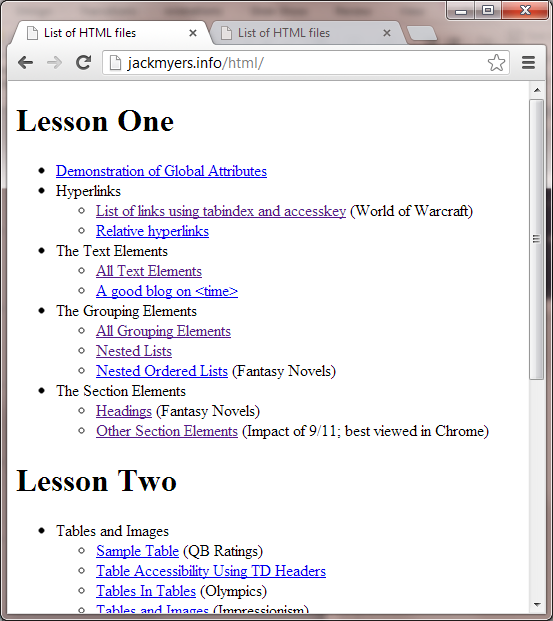 List of HTML files
List of HTML files
jackmyers.info/html/
Lesson One
Demonstration of Global Attributes
Hyperlinks
List of links using tabindex and accesskey (World of Warcraft)
Relative hyperlinks
The Text Elements
All Text Elements
A good blog on <time>
The Grouping Elements
All Grouping Elements
Nested Lists
Nested Ordered Lists (Fantasy Novels)
The Section Elements
Headings (Fantasy Novels)
Other Section Elements (Impact of 9/11; best viewed in Chrome)
Lesson Two
Tables and Images
Sample Table (QB Ratings)
Table Accessibility Using TD Headers
Tables In Tables (Olympics)
Tables and Images (Impressionism)